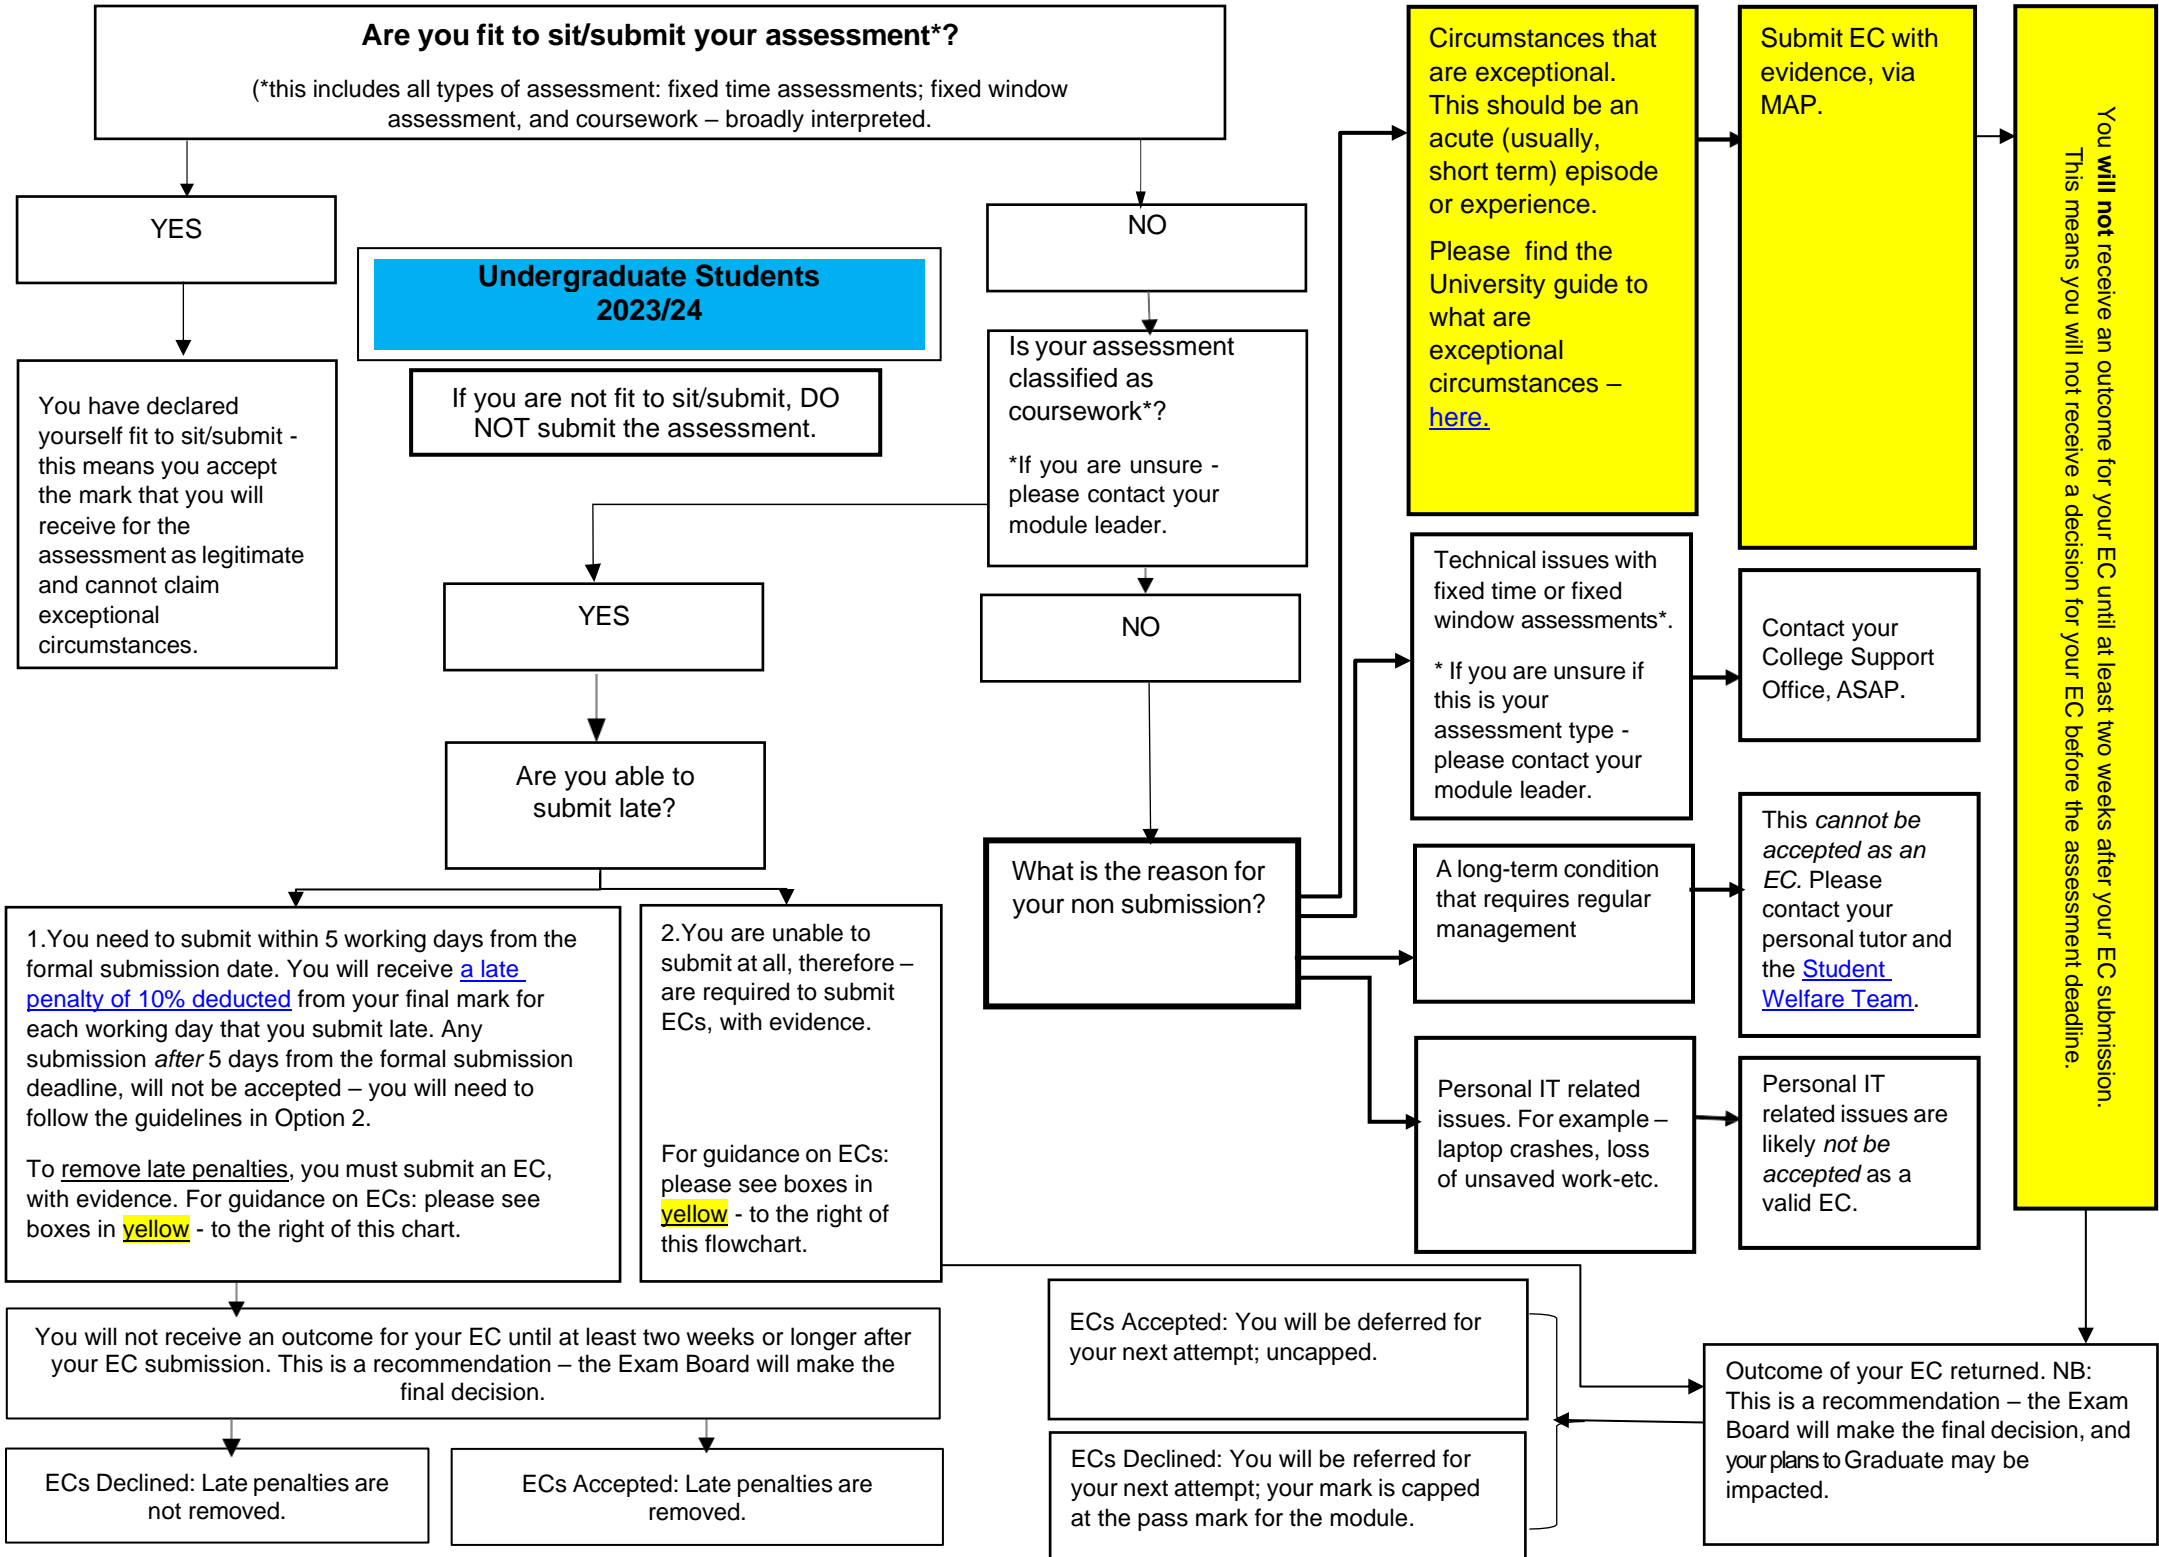 Are you fit to sit/submit your assessment*?
(*this includes all types of assessment: fixed time assessments; fixed window
assessment, and coursework – broadly interpreted.
YES
NO
Undergraduate Students
2023/24
If you are not fit to sit/submit, DO
NOT submit the assessment.
You have declared
yourself fit to sit/submit -
this means you accept
the mark that you will
receive for the
assessment as legitimate
and cannot claim
exceptional
circumstances.
Is your assessment
classified as
coursework*?
*If you are unsure -
please contact your
module leader.
YES
NO
Are you able to
submit late?
What is the reason for
your non submission?
1.You need to submit within 5 working days from the
formal submission date. You will receive a late
penalty of 10% deducted from your final mark for
each working day that you submit late. Any
submission after 5 days from the formal submission
deadline, will not be accepted – you will need to
follow the guidelines in Option 2.
To remove late penalties, you must submit an EC,
with evidence. For guidance on ECs: please see
boxes in yellow - to the right of this chart.
2.You are unable to
submit at all, therefore –
are required to submit
ECs, with evidence.
For guidance on ECs:
please see boxes in
yellow - to the right of
this flowchart.
You will not receive an outcome for your EC until at least two weeks or longer after
your EC submission. This is a recommendation – the Exam Board will make the
final decision.
ECs Declined: Late penalties are
not removed.
ECs Accepted: Late penalties are
removed.
Circumstances that
are exceptional.
This should be an
acute (usually,
short term) episode
or experience.
Please find the
University guide to
what are
exceptional
circumstances –
here.
Submit EC with
evidence, via
MAP.
You will not receive an outcome for your EC until at least two weeks after your EC submission.
This means you will not receive a decision for your EC before the assessment deadline.
Technical issues with
fixed time or fixed
window assessments*.
* If you are unsure if
this is your
assessment type -
please contact your
module leader.
Contact your
College Support
Office, ASAP.
A long-term condition
that requires regular
management
This cannot be
accepted as an
EC. Please
contact your
personal tutor and
the Student
Welfare Team.
Personal IT related
issues. For example –
laptop crashes, loss
of unsaved work-etc.
Personal IT
related issues are
likely not be
accepted as a
valid EC.
ECs Accepted: You will be deferred for
your next attempt; uncapped.
ECs Declined: You will be referred for
your next attempt; your mark is capped
at the pass mark for the module.
Outcome of your EC returned. NB:
This is a recommendation – the Exam
Board will make the final decision, and
your plans to Graduate may be
impacted.